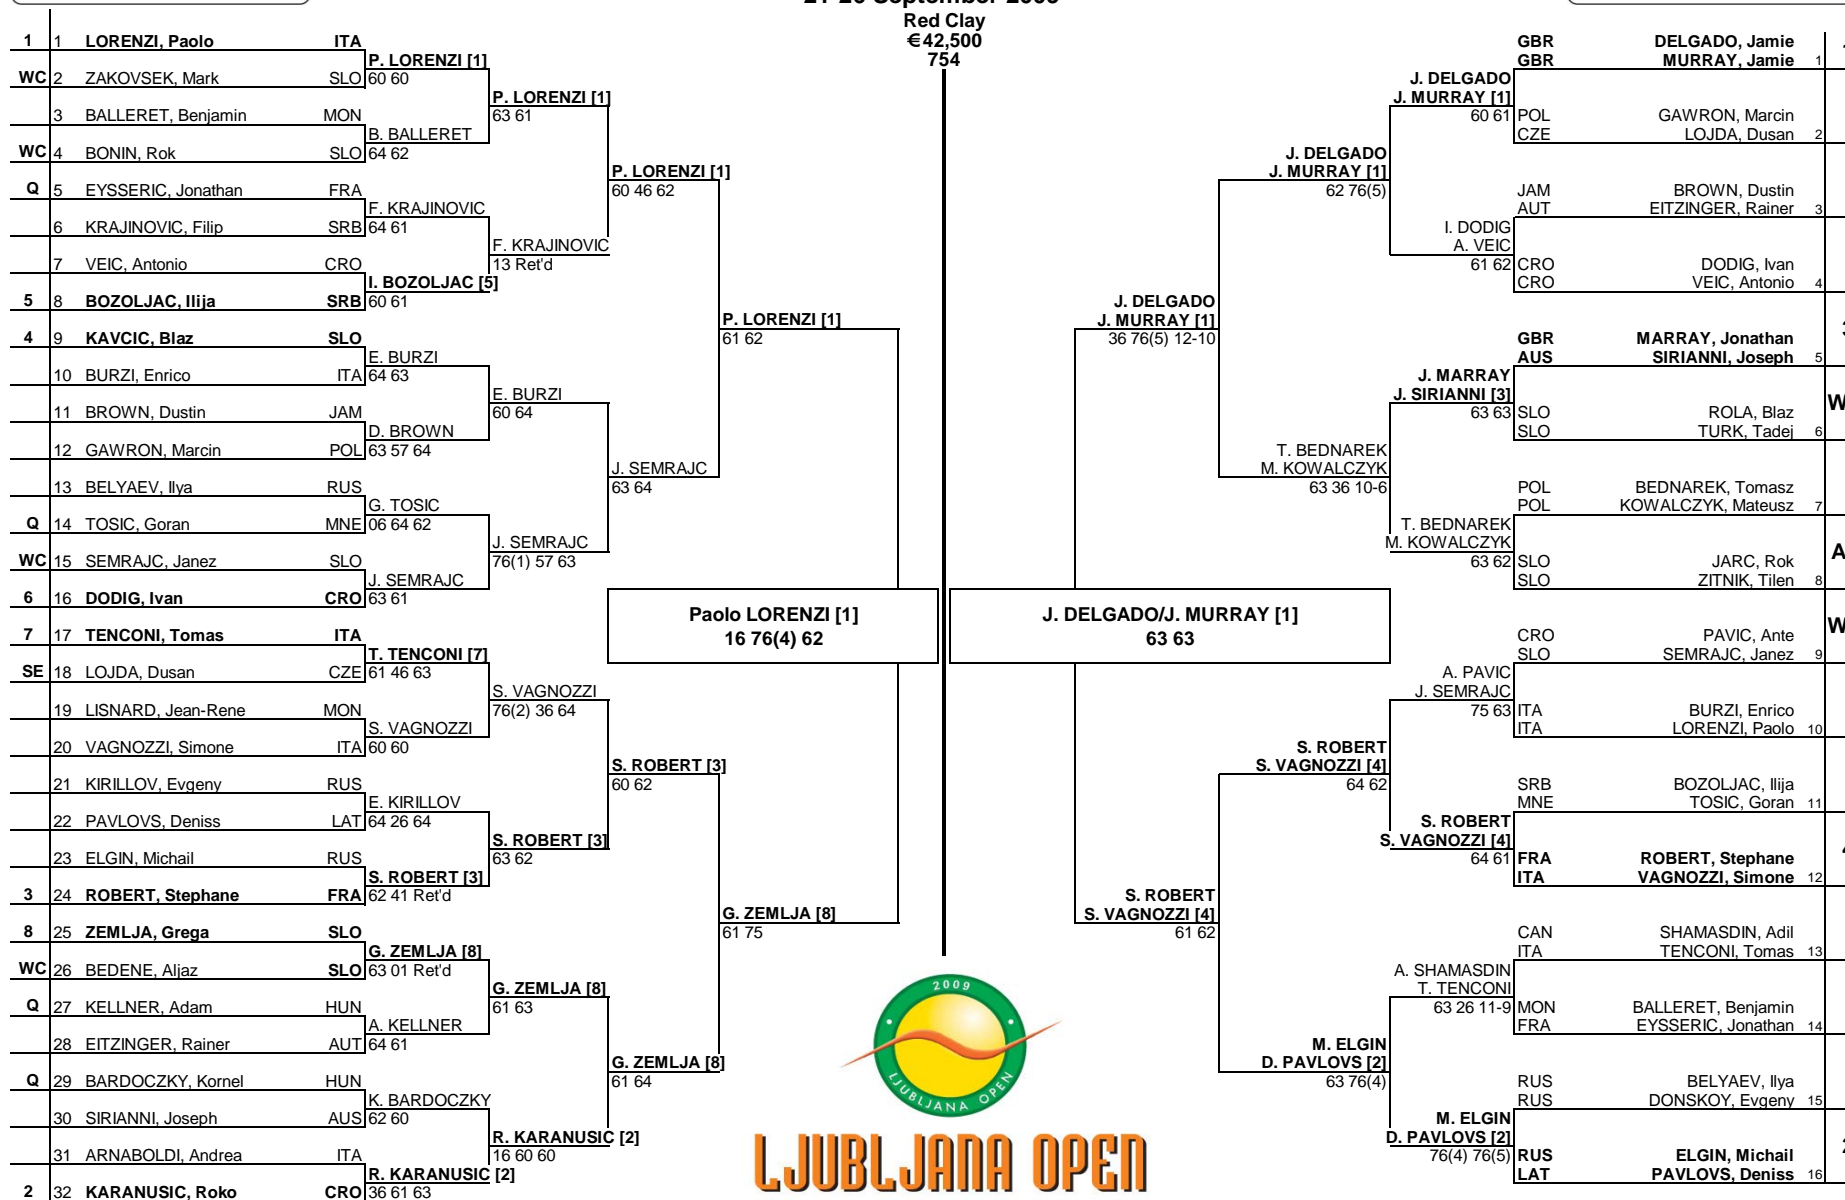 21-26 September 2009
Red Clay
€42,500
754
1 1 LORENZI, Paolo ITA
P. LORENZI [1]
WC 2 ZAKOVSEK, Mark SLO 60 60
P. LORENZI [1]
3 BALLERET, Benjamin MON 63 61
B. BALLERET
WC 4 BONIN, Rok SLO 64 62
P. LORENZI [1]
Q 5 EYSSERIC, Jonathan FRA 60 46 62
F. KRAJINOVIC
6 KRAJINOVIC, Filip SRB 64 61
F. KRAJINOVIC
7 VEIC, Antonio CRO 13 Ret'd
I. BOZOLJAC [5]
5 8 BOZOLJAC, Ilija SRB 60 61
P. LORENZI [1]
4 9 KAVCIC, Blaz SLO 61 62
E. BURZI
10 BURZI, Enrico ITA 64 63
E. BURZI
11 BROWN, Dustin JAM 60 64
D. BROWN
12 GAWRON, Marcin POL 63 57 64
J. SEMRAJC
13 BELYAEV, Ilya RUS 63 64
G. TOSIC
Q 14 TOSIC, Goran MNE 06 64 62
J. SEMRAJC
WC 15 SEMRAJC, Janez SLO 76(1) 57 63
J. SEMRAJC
6 16 DODIG, Ivan CRO 63 61
Paolo LORENZI [1]
16 76(4) 62
7 17 TENCONI, Tomas ITA
T. TENCONI [7]
SE 18 LOJDA, Dusan CZE 61 46 63
S. VAGNOZZI
19 LISNARD, Jean-Rene MON 76(2) 36 64
S. VAGNOZZI
20 VAGNOZZI, Simone ITA 60 60
S. ROBERT [3]
21 KIRILLOV, Evgeny RUS 60 62
E. KIRILLOV
22 PAVLOVS, Deniss LAT 64 26 64
S. ROBERT [3]
23 ELGIN, Michail RUS 63 62
S. ROBERT [3]
3 24 ROBERT, Stephane FRA 62 41 Ret'd
G. ZEMLJA [8]
8 25 ZEMLJA, Grega SLO 61 75
G. ZEMLJA [8]
WC 26 BEDENE, Aljaz SLO 63 01 Ret'd
G. ZEMLJA [8]
Q 27 KELLNER, Adam HUN 61 63
A. KELLNER
28 EITZINGER, Rainer AUT 64 61
G. ZEMLJA [8]
Q 29 BARDOCZKY, Kornel HUN 61 64
K. BARDOCZKY
30 SIRIANNI, Joseph AUS 62 60
R. KARANUSIC [2]
31 ARNABOLDI, Andrea ITA 16 60 60
R. KARANUSIC [2]
2 32 KARANUSIC, Roko CRO 36 61 63
GBR DELGADO, Jamie
GBR MURRAY, Jamie 1
J. DELGADO
J. MURRAY [1]
60 61 POL GAWRON, Marcin
CZE LOJDA, Dusan 2
J. DELGADO
J. MURRAY [1]
62 76(5)
JAM BROWN, Dustin
AUT EITZINGER, Rainer 3
I. DODIG
A. VEIC
61 62 CRO DODIG, Ivan
CRO VEIC, Antonio 4
J. DELGADO
J. MURRAY [1]
36 76(5) 12-10
GBR MARRAY, Jonathan
AUS SIRIANNI, Joseph 5
J. MARRAY
J. SIRIANNI [3]
63 63 SLO ROLA, Blaz
SLO TURK, Tadej 6
T. BEDNAREK
M. KOWALCZYK
63 36 10-6
POL BEDNAREK, Tomasz
POL KOWALCZYK, Mateusz 7
T. BEDNAREK
M. KOWALCZYK
63 62 SLO JARC, Rok
SLO ZITNIK, Tilen 8
J. DELGADO/J. MURRAY [1]
63 63
CRO PAVIC, Ante
SLO SEMRAJC, Janez 9
A. PAVIC
J. SEMRAJC
75 63 ITA BURZI, Enrico
ITA LORENZI, Paolo 10
S. ROBERT
S. VAGNOZZI [4]
64 62
SRB BOZOLJAC, Ilija
MNE TOSIC, Goran 11
S. ROBERT
S. VAGNOZZI [4]
64 61 FRA ROBERT, Stephane
ITA VAGNOZZI, Simone 12
S. ROBERT
S. VAGNOZZI [4]
61 62
CAN SHAMASDIN, Adil
ITA TENCONI, Tomas 13
A. SHAMASDIN
T. TENCONI
63 26 11-9 MON BALLERET, Benjamin
FRA EYSSERIC, Jonathan 14
M. ELGIN
D. PAVLOVS [2]
63 76(4)
RUS BELYAEV, Ilya
RUS DONSKOY, Evgeny 15
M. ELGIN
D. PAVLOVS [2]
76(4) 76(5) RUS ELGIN, Michail
LAT PAVLOVS, Deniss 16
2009
LJUBLJANA OPEN
LJUBLJANA OPEN